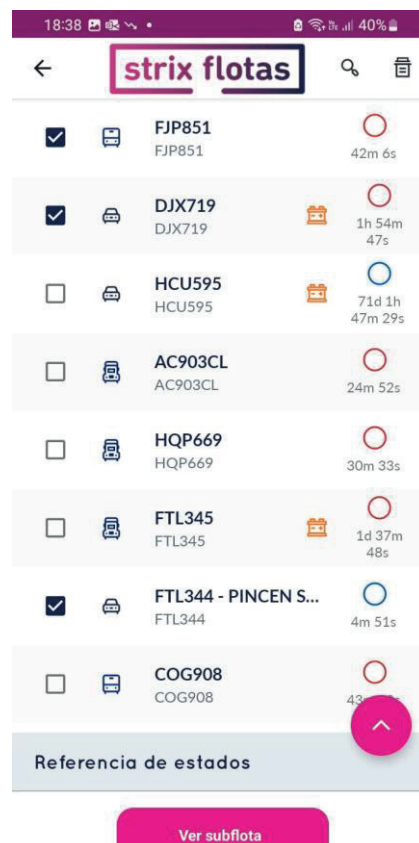 18:38 40%
strix flotas
FJP851
FJP851
42m 6s
DJX719
DJX719
1h 54m
47s
HCU595
HCU595
71d 1h
47m 29s
AC903CL
AC903CL
24m 52s
HQP669
HQP669
30m 33s
FTL345
FTL345
1d 37m
48s
FTL344 - PINCEN S...
FTL344
4m 51s
COG908
COG908
Referencia de estados
Ver subflota